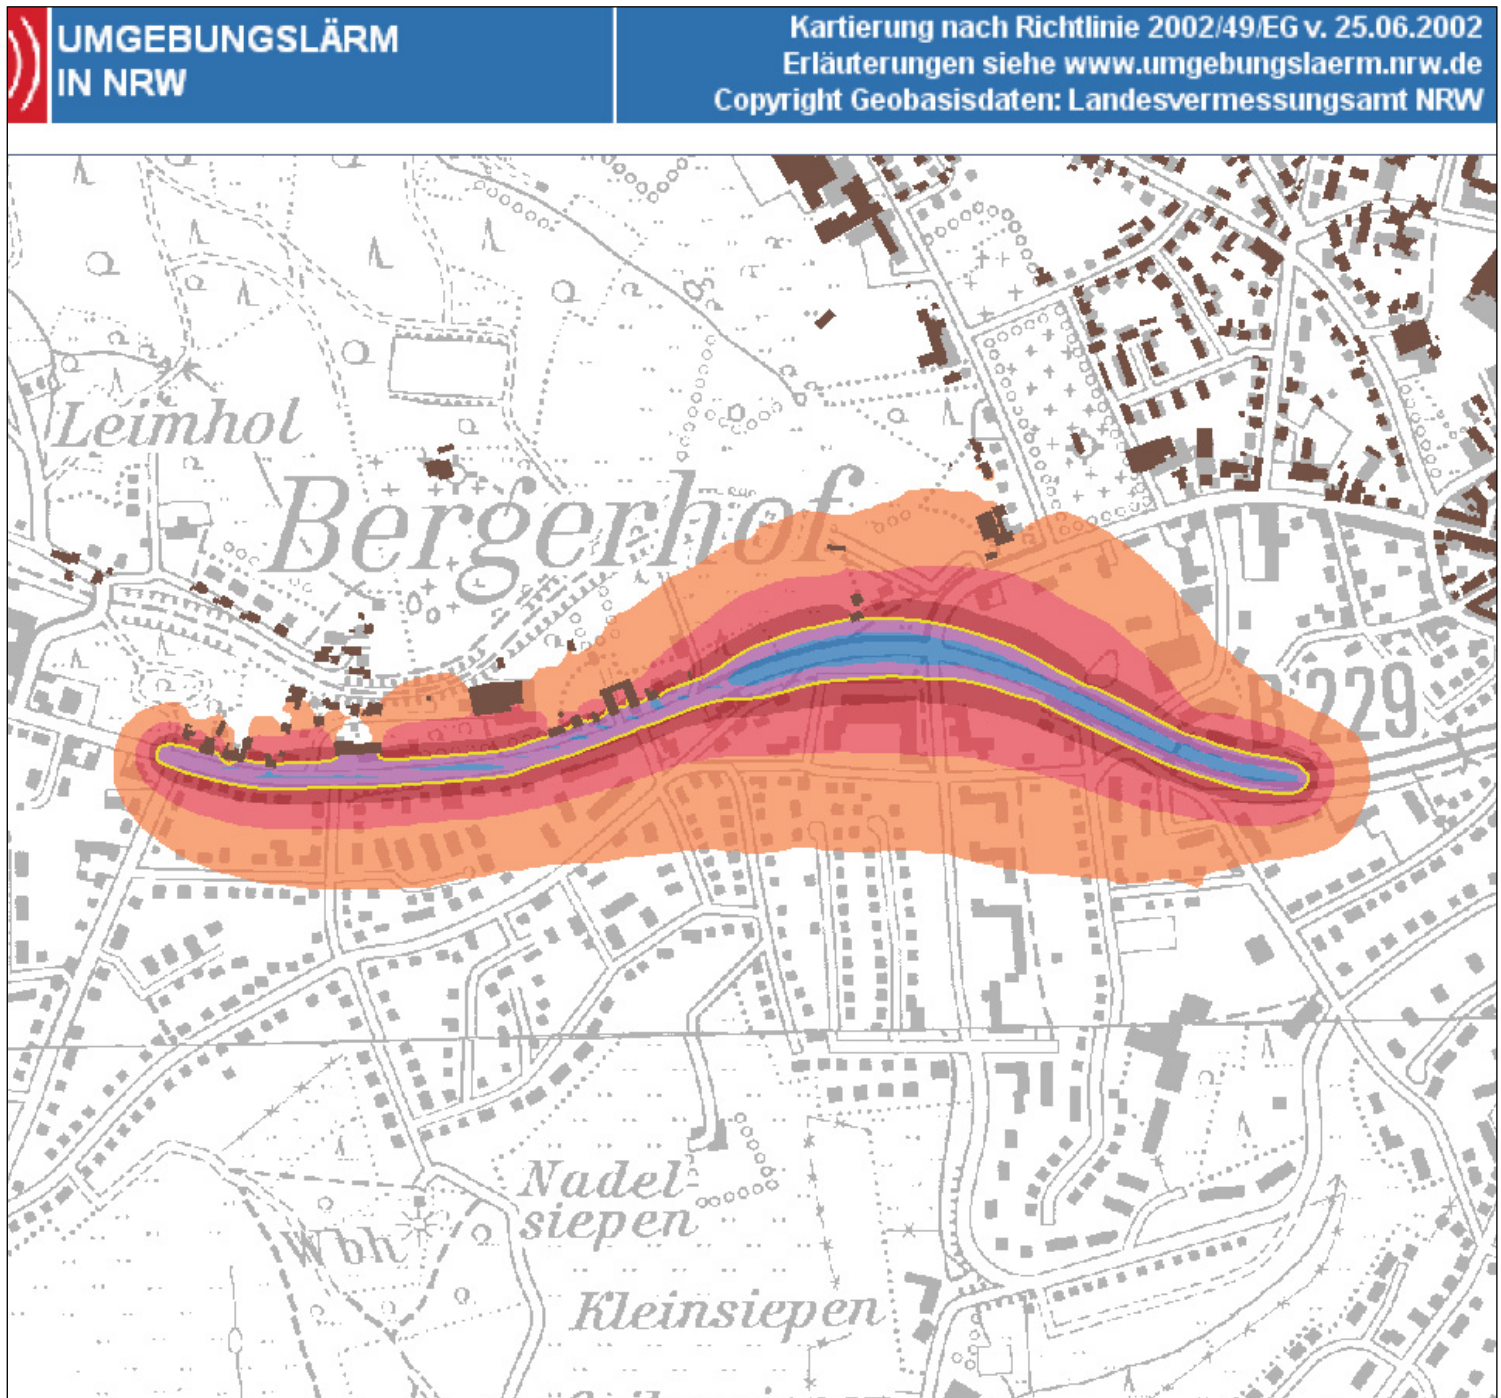 UMGEBUNGSLÄRM
IN NRW
Kartierung nach Richtlinie 2002/49/EG v. 25.06.2002
Erläuterungen siehe www.umgebungslaerm.nrw.de
Copyright Geobasisdaten: Landesvermessungsamt NRW
Leimhol
Bergerhof
B 229
Nadel-
siepen
Wbh
Kleinsiepen